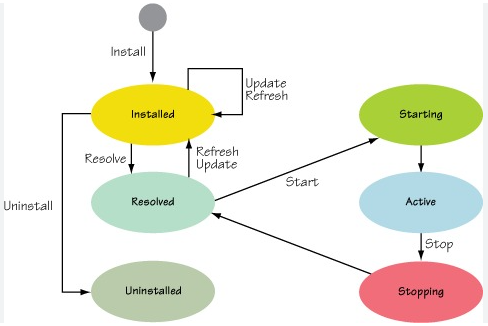 Install
Update
Refresh
Installed
Starting
Resolve
Refresh
Update
Start
Uninstall
Resolved
Active
Stop
Uninstalled
Stopping